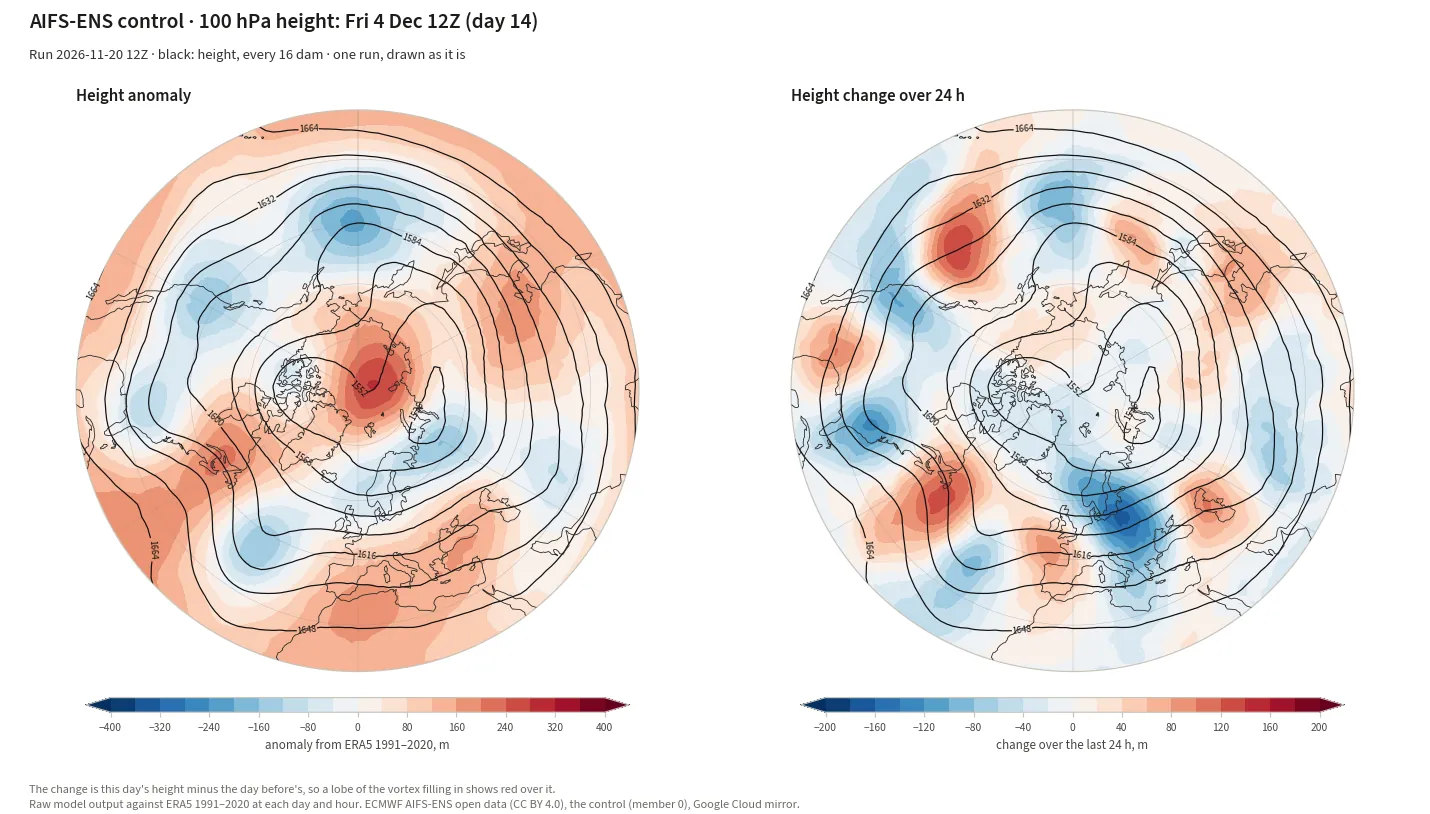 AIFS-ENS control · 100 hPa height: Fri 4 Dec 12Z (day 14)
Run 2026-11-20 12Z · black: height, every 16 dam · one run, drawn as it is
Height anomaly
Height change over 24 h
1664
1632
1584
1664
1552
1600
1568
1664
1616
1648
1664
1632
1584
1664
1552
1600
1568
1664
1616
1648
−400 −320 −240 −160 −80 0 80 160 240 320 400
anomaly from ERA5 1991–2020, m
−200 −160 −120 −80 −40 0 40 80 120 160 200
change over the last 24 h, m
The change is this day's height minus the day before's, so a lobe of the vortex filling in shows red over it.
Raw model output against ERA5 1991–2020 at each day and hour. ECMWF AIFS-ENS open data (CC BY 4.0), the control (member 0), Google Cloud mirror.